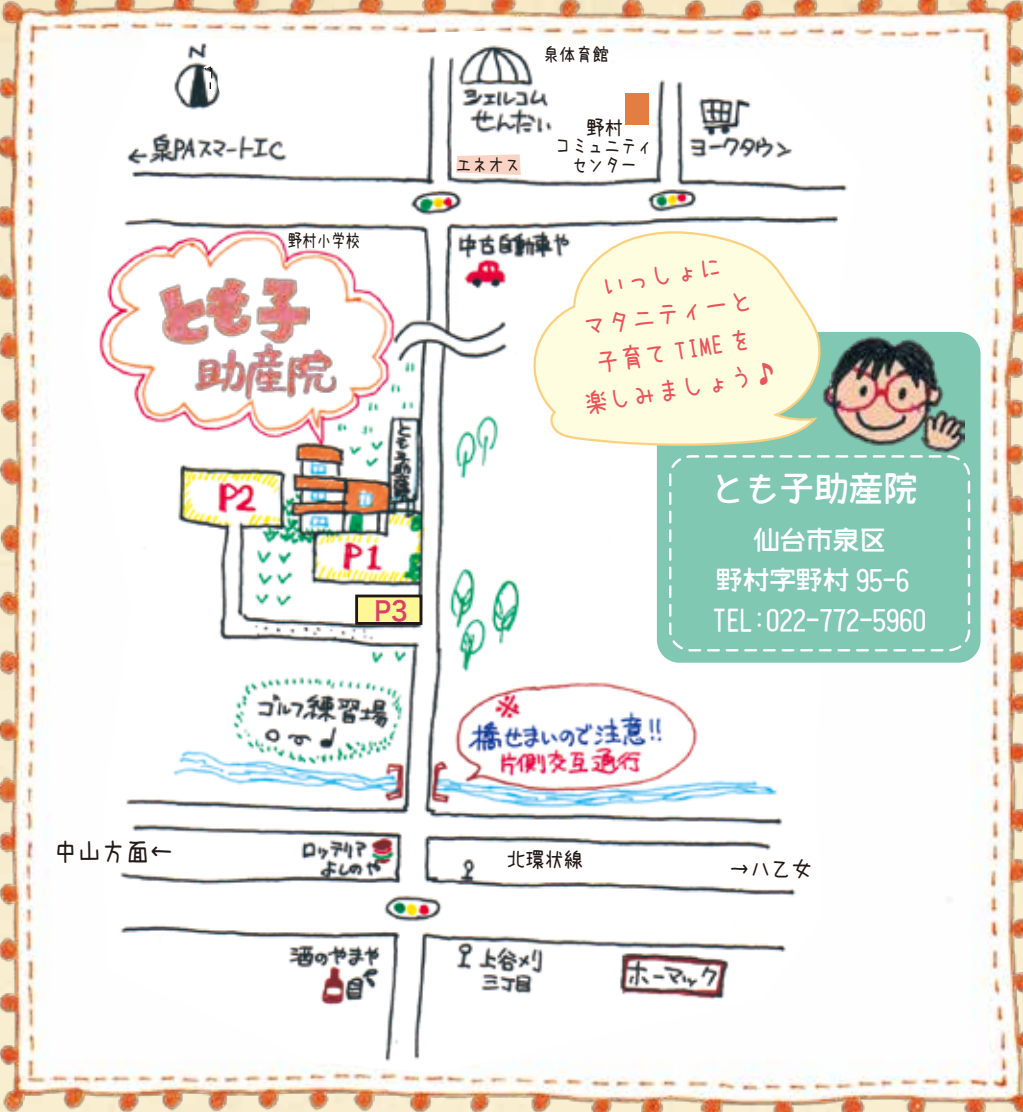 N
泉体育館
シェルコム
せんだい
野村
コミュニティ
センター
エネオス
ヨークタウン
←泉PAスマートIC
野村小学校
中古自動車や
とも子
助産院
いっしょに
マタニティーと
子育てTIMEを
楽しみましょう♪
とも子助産院
P2
P1
P3
とも子助産院
仙台市泉区
野村字野村 95-6
TEL:022-772-5960
ゴルフ練習場
※
橋せまいので注意!!
片側交互通行
中山方面←
ロッテリア
よしのや
北環状線
→八乙女
酒のやまや
上谷刈
三丁目
ホーマック